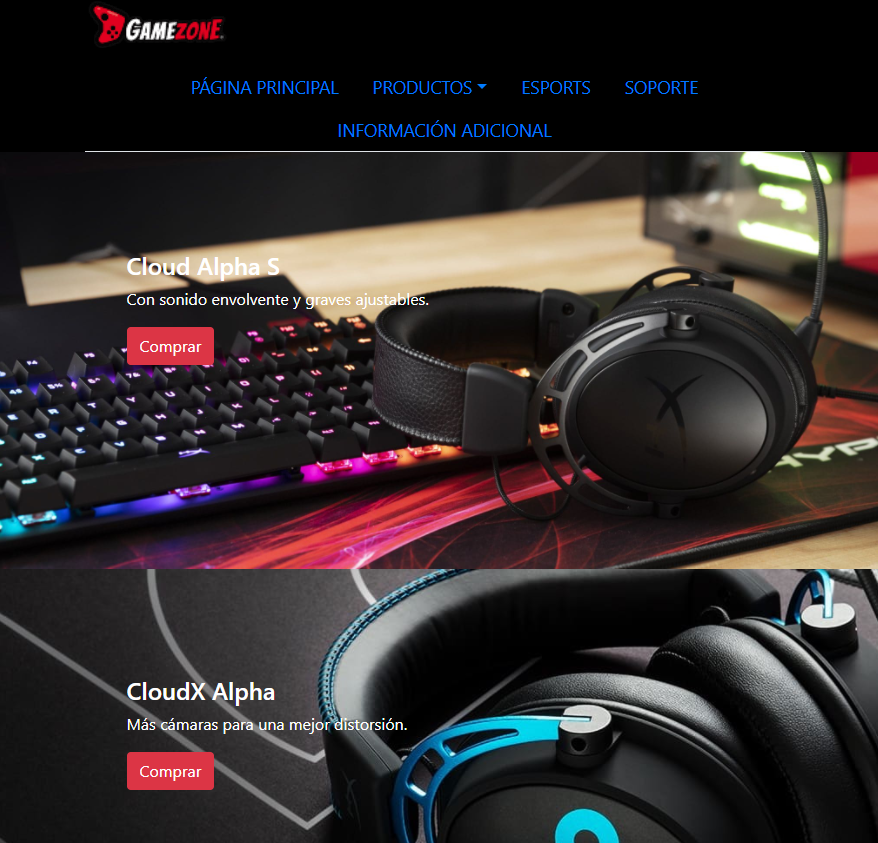 GAMEZONE.
PÁGINA PRINCIPAL PRODUCTOS ESPORTS SOPORTE
INFORMACIÓN ADICIONAL
Cloud Alpha S
Con sonido envolvente y graves ajustables.
Comprar
HYP
CloudX Alpha
Más cámaras para una mejor distorsión.
Comprar